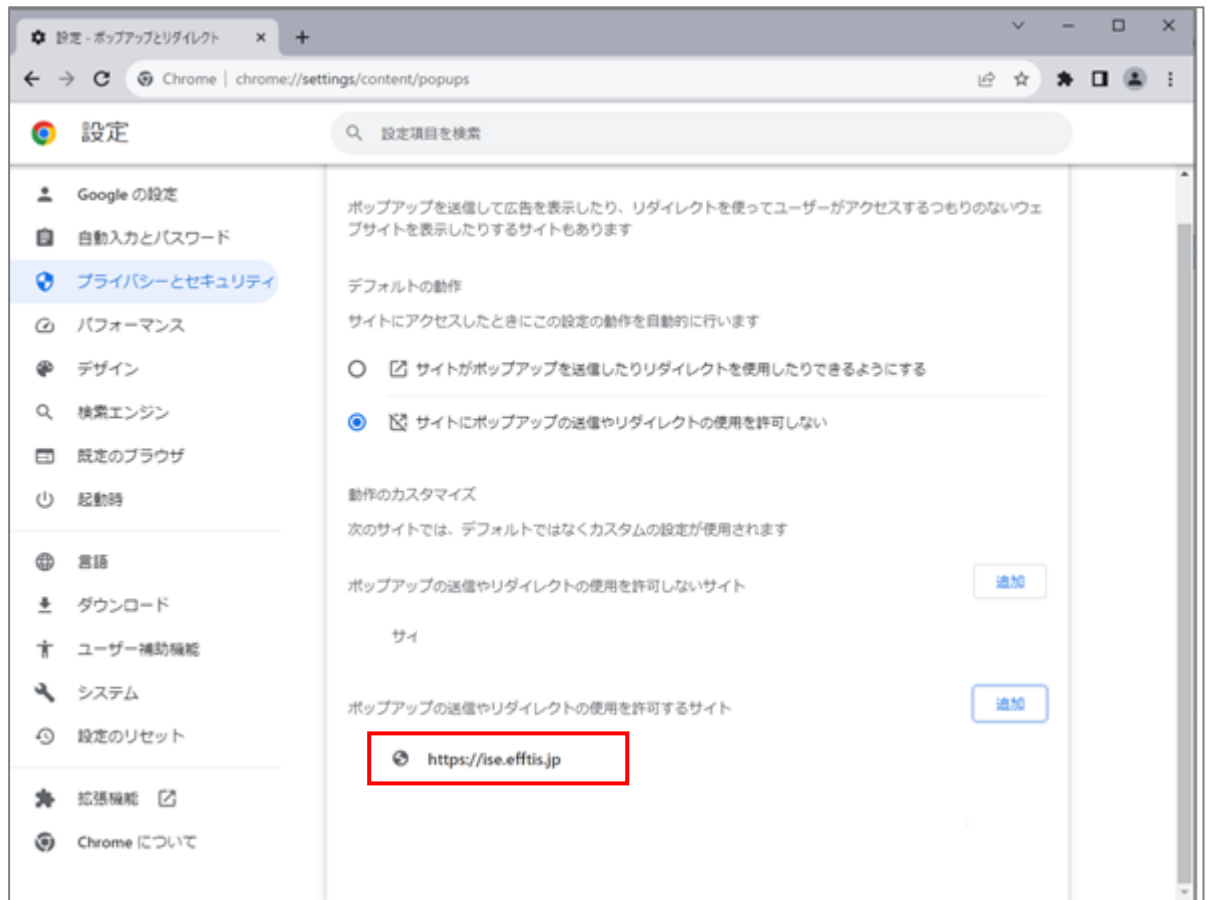 設定 - ポップアップとリダイレクト
Chrome | chrome://settings/content/popups
設定
設定項目を検索
Google の設定
自動入力とパスワード
プライバシーとセキュリティ
パフォーマンス
デザイン
検索エンジン
既定のブラウザ
起動時
言語
ダウンロード
ユーザー補助機能
システム
設定のリセット
拡張機能
Chrome について
ポップアップを送信して広告を表示したり、リダイレクトを使ってユーザーがアクセスするつもりのないウェ
ブサイトを表示したりするサイトもあります
デフォルトの動作
サイトにアクセスしたときにこの設定の動作を自動的に行います
サイトがポップアップを送信したりリダイレクトを使用したりできるようにする
サイトにポップアップの送信やリダイレクトの使用を許可しない
動作のカスタマイズ
次のサイトでは、デフォルトではなくカスタムの設定が使用されます
ポップアップの送信やリダイレクトの使用を許可しないサイト
追加
サイ
ポップアップの送信やリダイレクトの使用を許可するサイト
追加
https://ise.efftis.jp